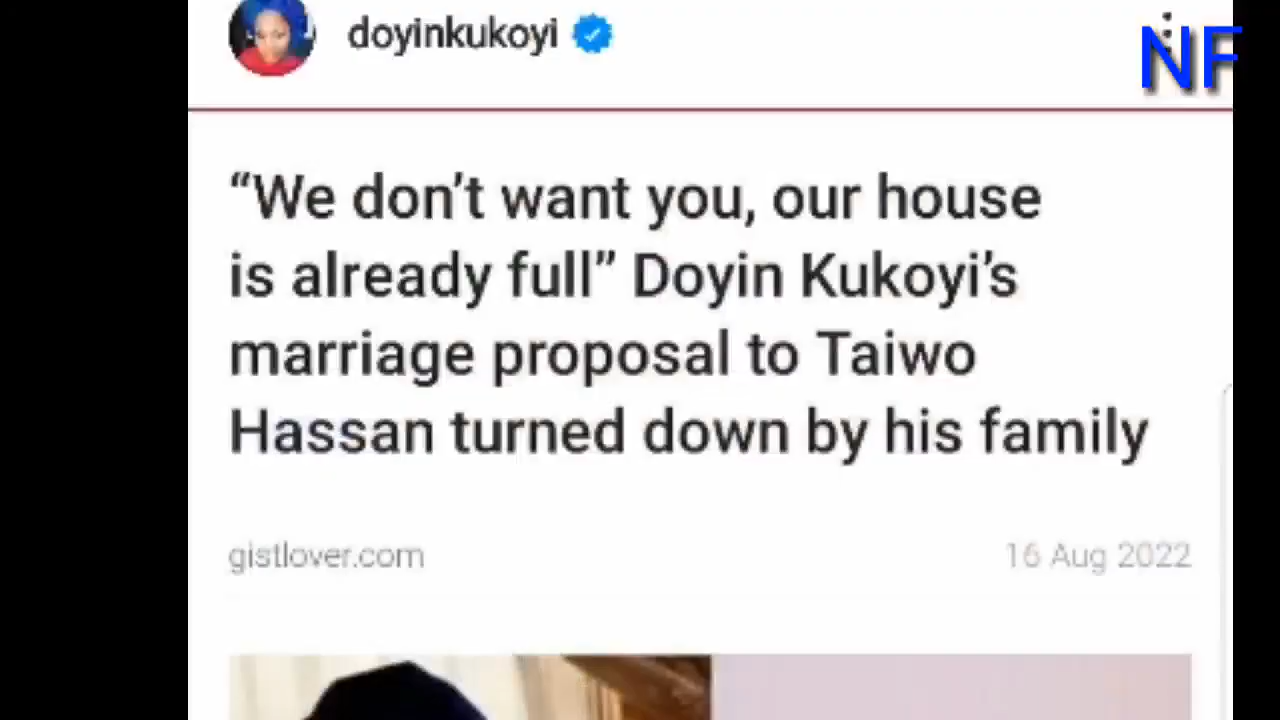 doyinkukoyi
NF
“We don’t want you, our house
is already full” Doyin Kukoyi’s
marriage proposal to Taiwo
Hassan turned down by his family
gistlover.com
16 Aug 2022